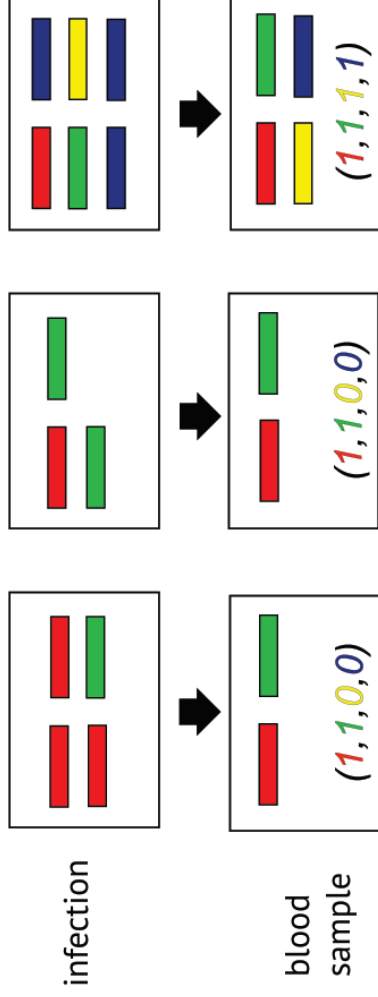 infection
blood
sample
(1,1,0,0)
(1,1,0,0)
(1,1,1,1)